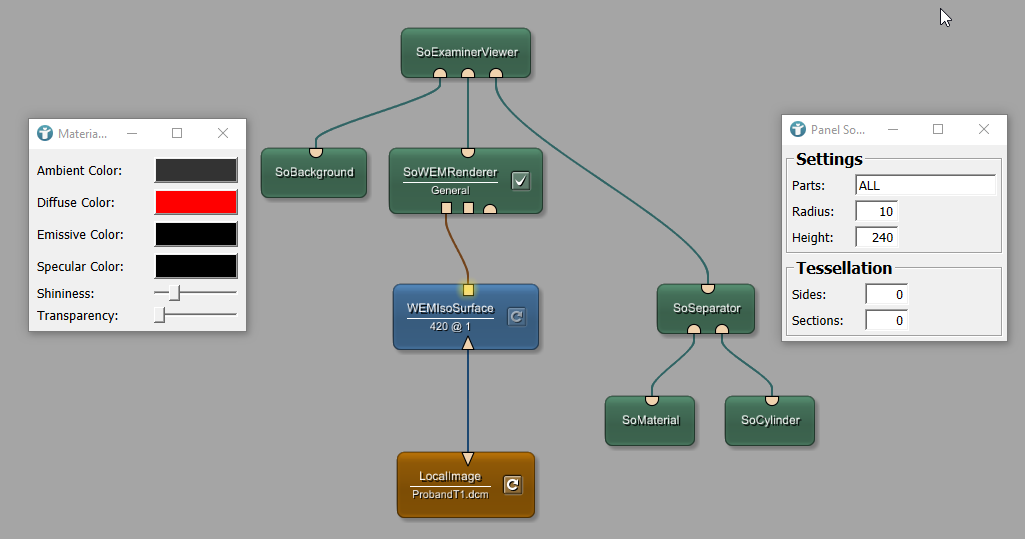 SoExaminerViewer
SoBackground
SoWEMRenderer
General
WEMIsoSurface
420 @ 1
LocalImage
ProbandT1.dcm
SoSeparator
SoMaterial
SoCylinder
Materia...
Ambient Color:
Diffuse Color:
Emissive Color:
Specular Color:
Shininess:
Transparency:
Panel So...
Settings
Parts: ALL
Radius: 10
Height: 240
Tessellation
Sides: 0
Sections: 0